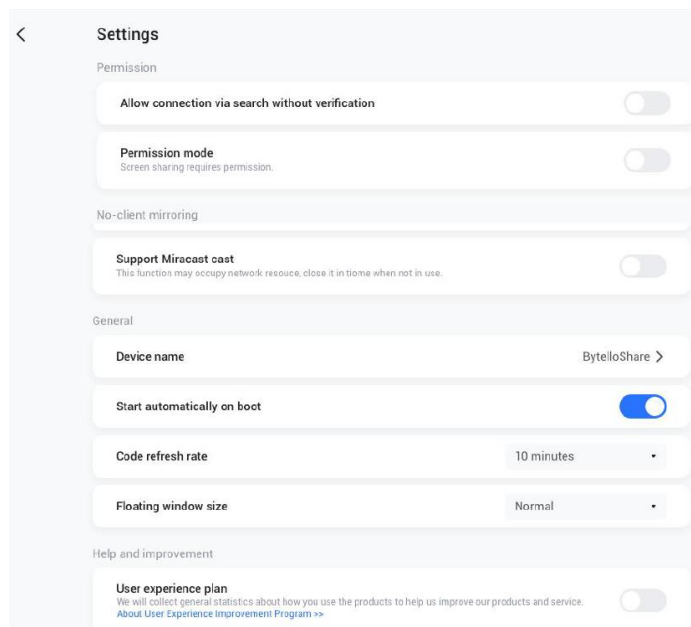 Settings
Permission
Allow connection via search without verification
Permission mode
Screen sharing requires permission.
No-client mirroring
Support Miracast cast
This function may occupy network resouce, close it in tiome when not in use.
General
Device name
BytelloShare
Start automatically on boot
Code refresh rate
10 minutes
Floating window size
Normal
Help and improvement
User experience plan
We will collect general statistics about how you use the products to help us improve our products and service.
About User Experience Improvement Program >>